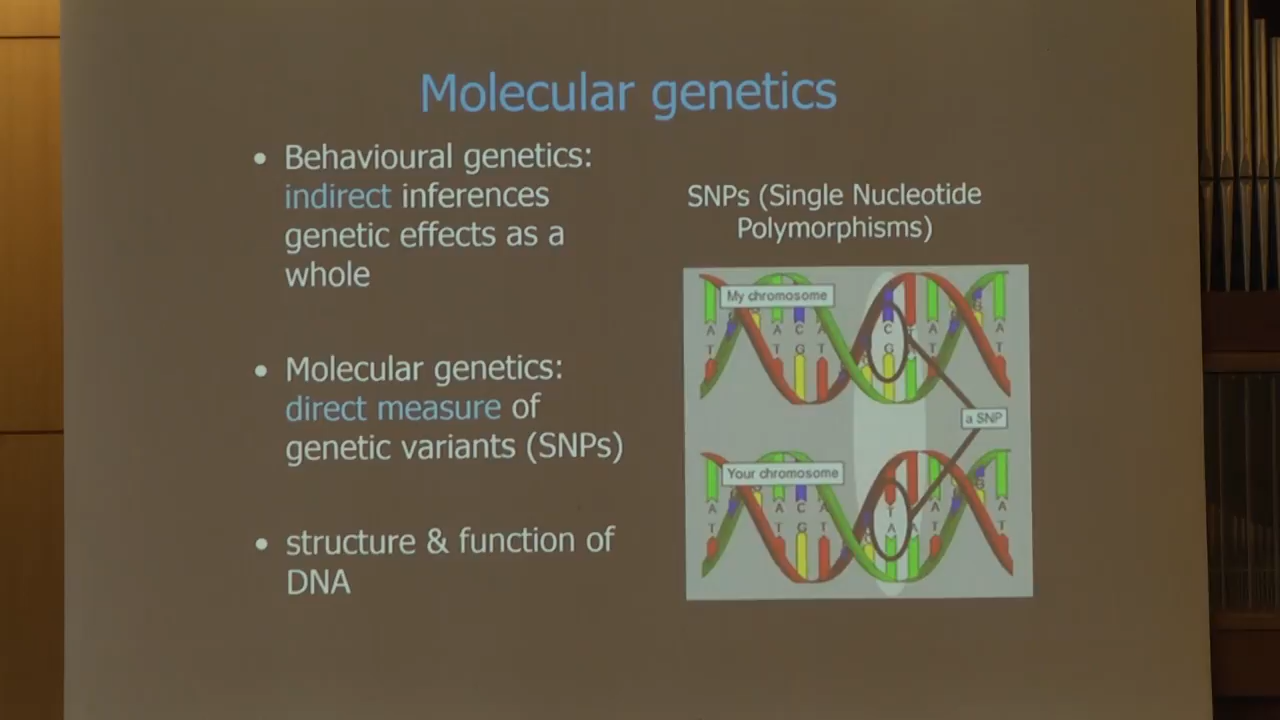 Molecular genetics
• Behavioural genetics:
indirect inferences
genetic effects as a
whole
• Molecular genetics:
direct measure of
genetic variants (SNPs)
• structure & function of
DNA
SNPs (Single Nucleotide
Polymorphisms)
My chromosome
A A C A C A A
T T G T G T T
a SNP
Your chromosome
A A C A T A A
T T G T A T T